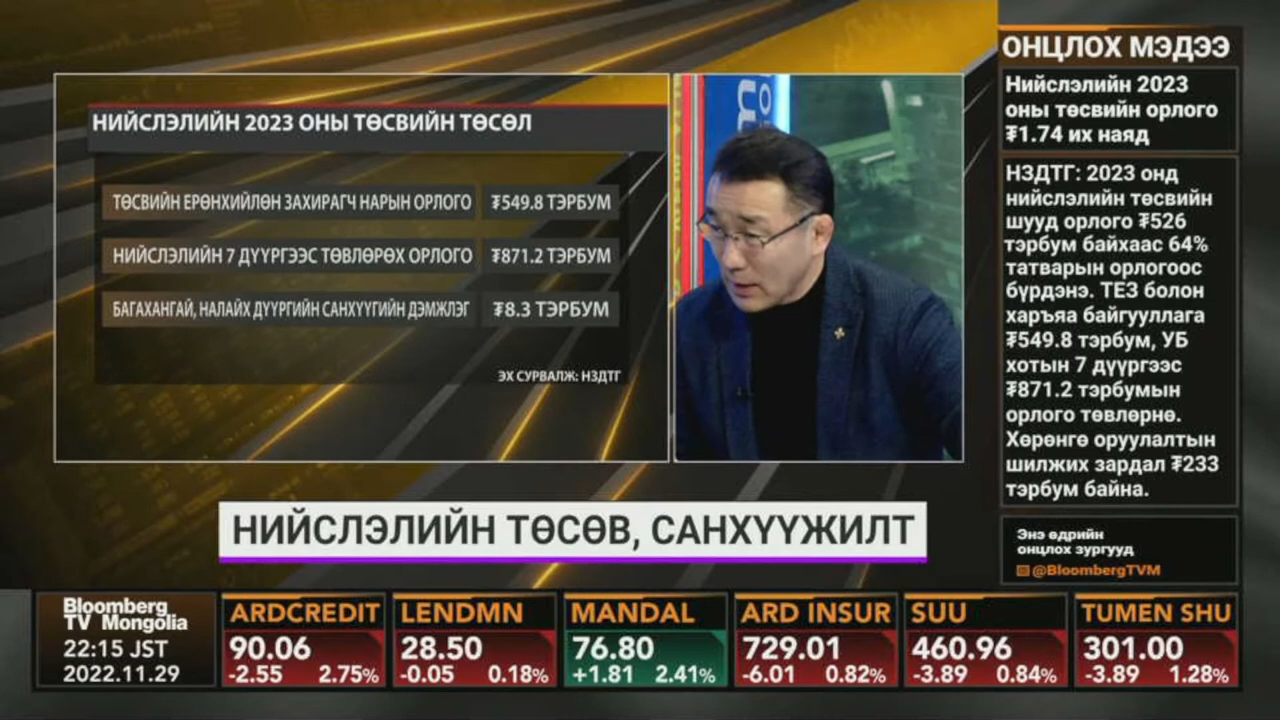 НИЙСЛЭЛИЙН 2023 ОНЫ ТӨСВИЙН ТӨСӨЛ
ТӨСВИЙН ЕРӨНХИЙЛӨН ЗАХИРАГЧ НАРЫН ОРЛОГО ₮549.8 ТЭРБУМ
НИЙСЛЭЛИЙН 7 ДҮҮРГЭЭС ТӨВЛӨРӨХ ОРЛОГО ₮871.2 ТЭРБУМ
БАГАХАНГАЙ, НАЛАЙХ ДҮҮРГИЙН САНХҮҮГИЙН ДЭМЖЛЭГ ₮8.3 ТЭРБУМ
ЭХ СУРВАЛЖ: НЗДТГ
ОНЦЛОХ МЭДЭЭ
Нийслэлийн 2023
оны төсвийн орлого
₮1.74 их наяд
НЗДТГ: 2023 онд
нийслэлийн төсвийн
шууд орлого ₮526
тэрбум байхаас 64%
татварын орлогоос
бүрдэнэ. ТЕЗ болон
харъяа байгууллага
₮549.8 тэрбум, УБ
хотын 7 дүүргээс
₮871.2 тэрбумын
орлого төвлөрнө.
Хөрөнгө оруулалтын
шилжих зардал ₮233
тэрбум байна.
Энэ өдрийн
онцлох зургууд
@BloombergTVM
НИЙСЛЭЛИЙН ТӨСӨВ, САНХҮҮЖИЛТ
Bloomberg
TV Mongolia
22:15 JST
2022.11.29
ARDCREDIT
90.06
-2.55 2.75%
LENDMN
28.50
-0.05 0.18%
MANDAL
76.80
+1.81 2.41%
ARD INSUR
729.01
-6.01 0.82%
SUU
460.96
-3.89 0.84%
TUMEN SHU
301.00
-3.89 1.28%